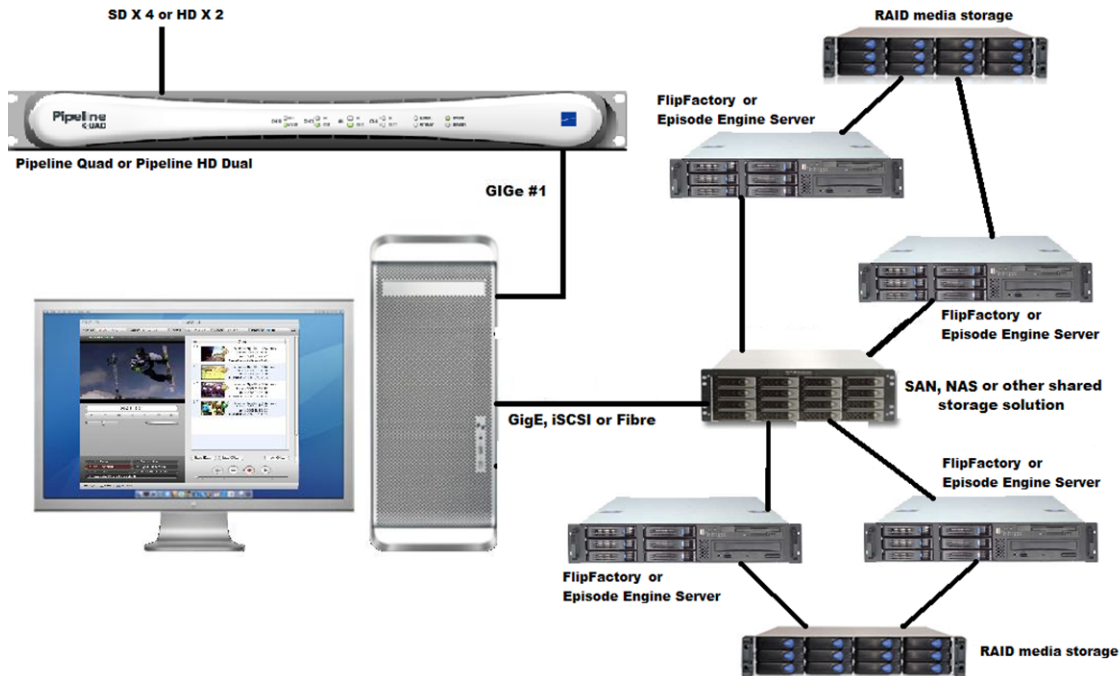 SD X 4 or HD X 2
RAID media storage
Pipeline
QUAD
FlipFactory or
Episode Engine Server
Pipeline Quad or Pipeline HD Dual
GIGe #1
FlipFactory or
Episode Engine Server
SAN, NAS or other shared
storage solution
GigE, iSCSI or Fibre
FlipFactory or
Episode Engine Server
FlipFactory or
Episode Engine Server
RAID media storage